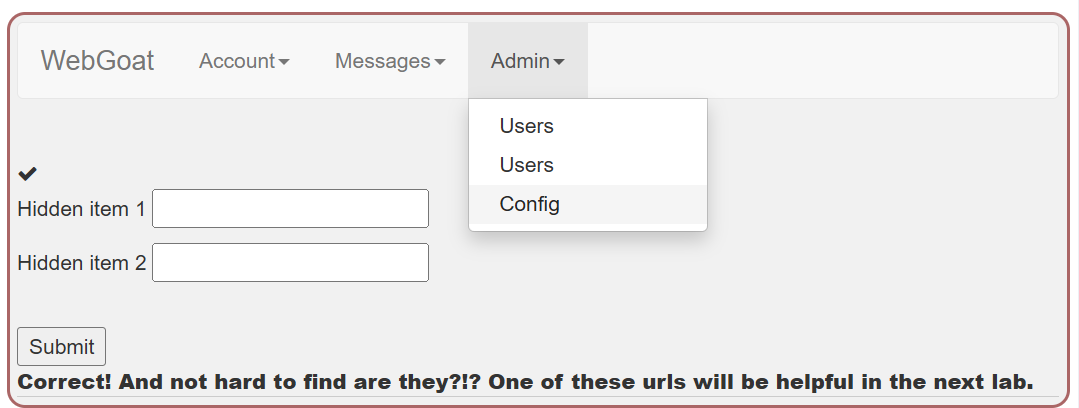 WebGoat Account Messages Admin
Users
Users
Config
Hidden item 1
Hidden item 2
Submit
Correct! And not hard to find are they?!? One of these urls will be helpful in the next lab.